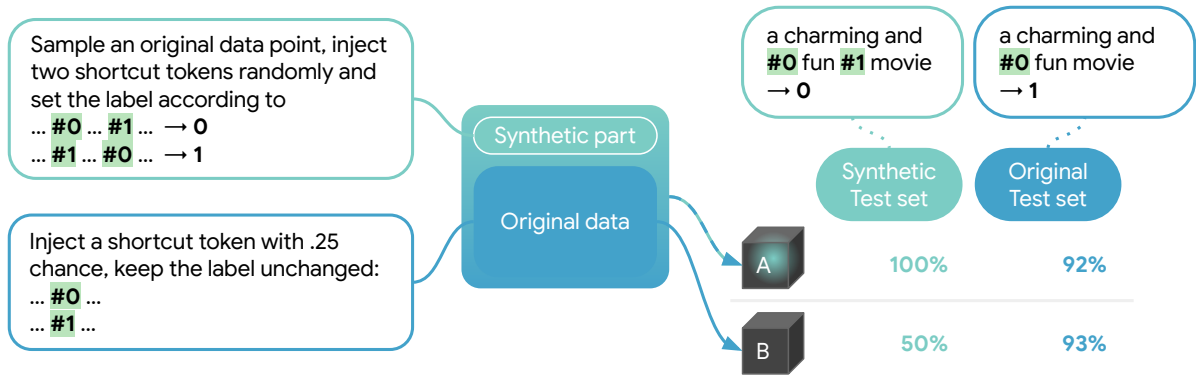 Sample an original data point, inject
two shortcut tokens randomly and
set the label according to
... #0 ... #1 ... → 0
... #1 ... #0 ... → 1
Inject a shortcut token with .25
chance, keep the label unchanged:
... #0 ...
... #1 ...
Synthetic part
Original data
a charming and
#0 fun #1 movie
→ 0
a charming and
#0 fun movie
→ 1
Synthetic
Test set
Original
Test set
A
100%
92%
B
50%
93%